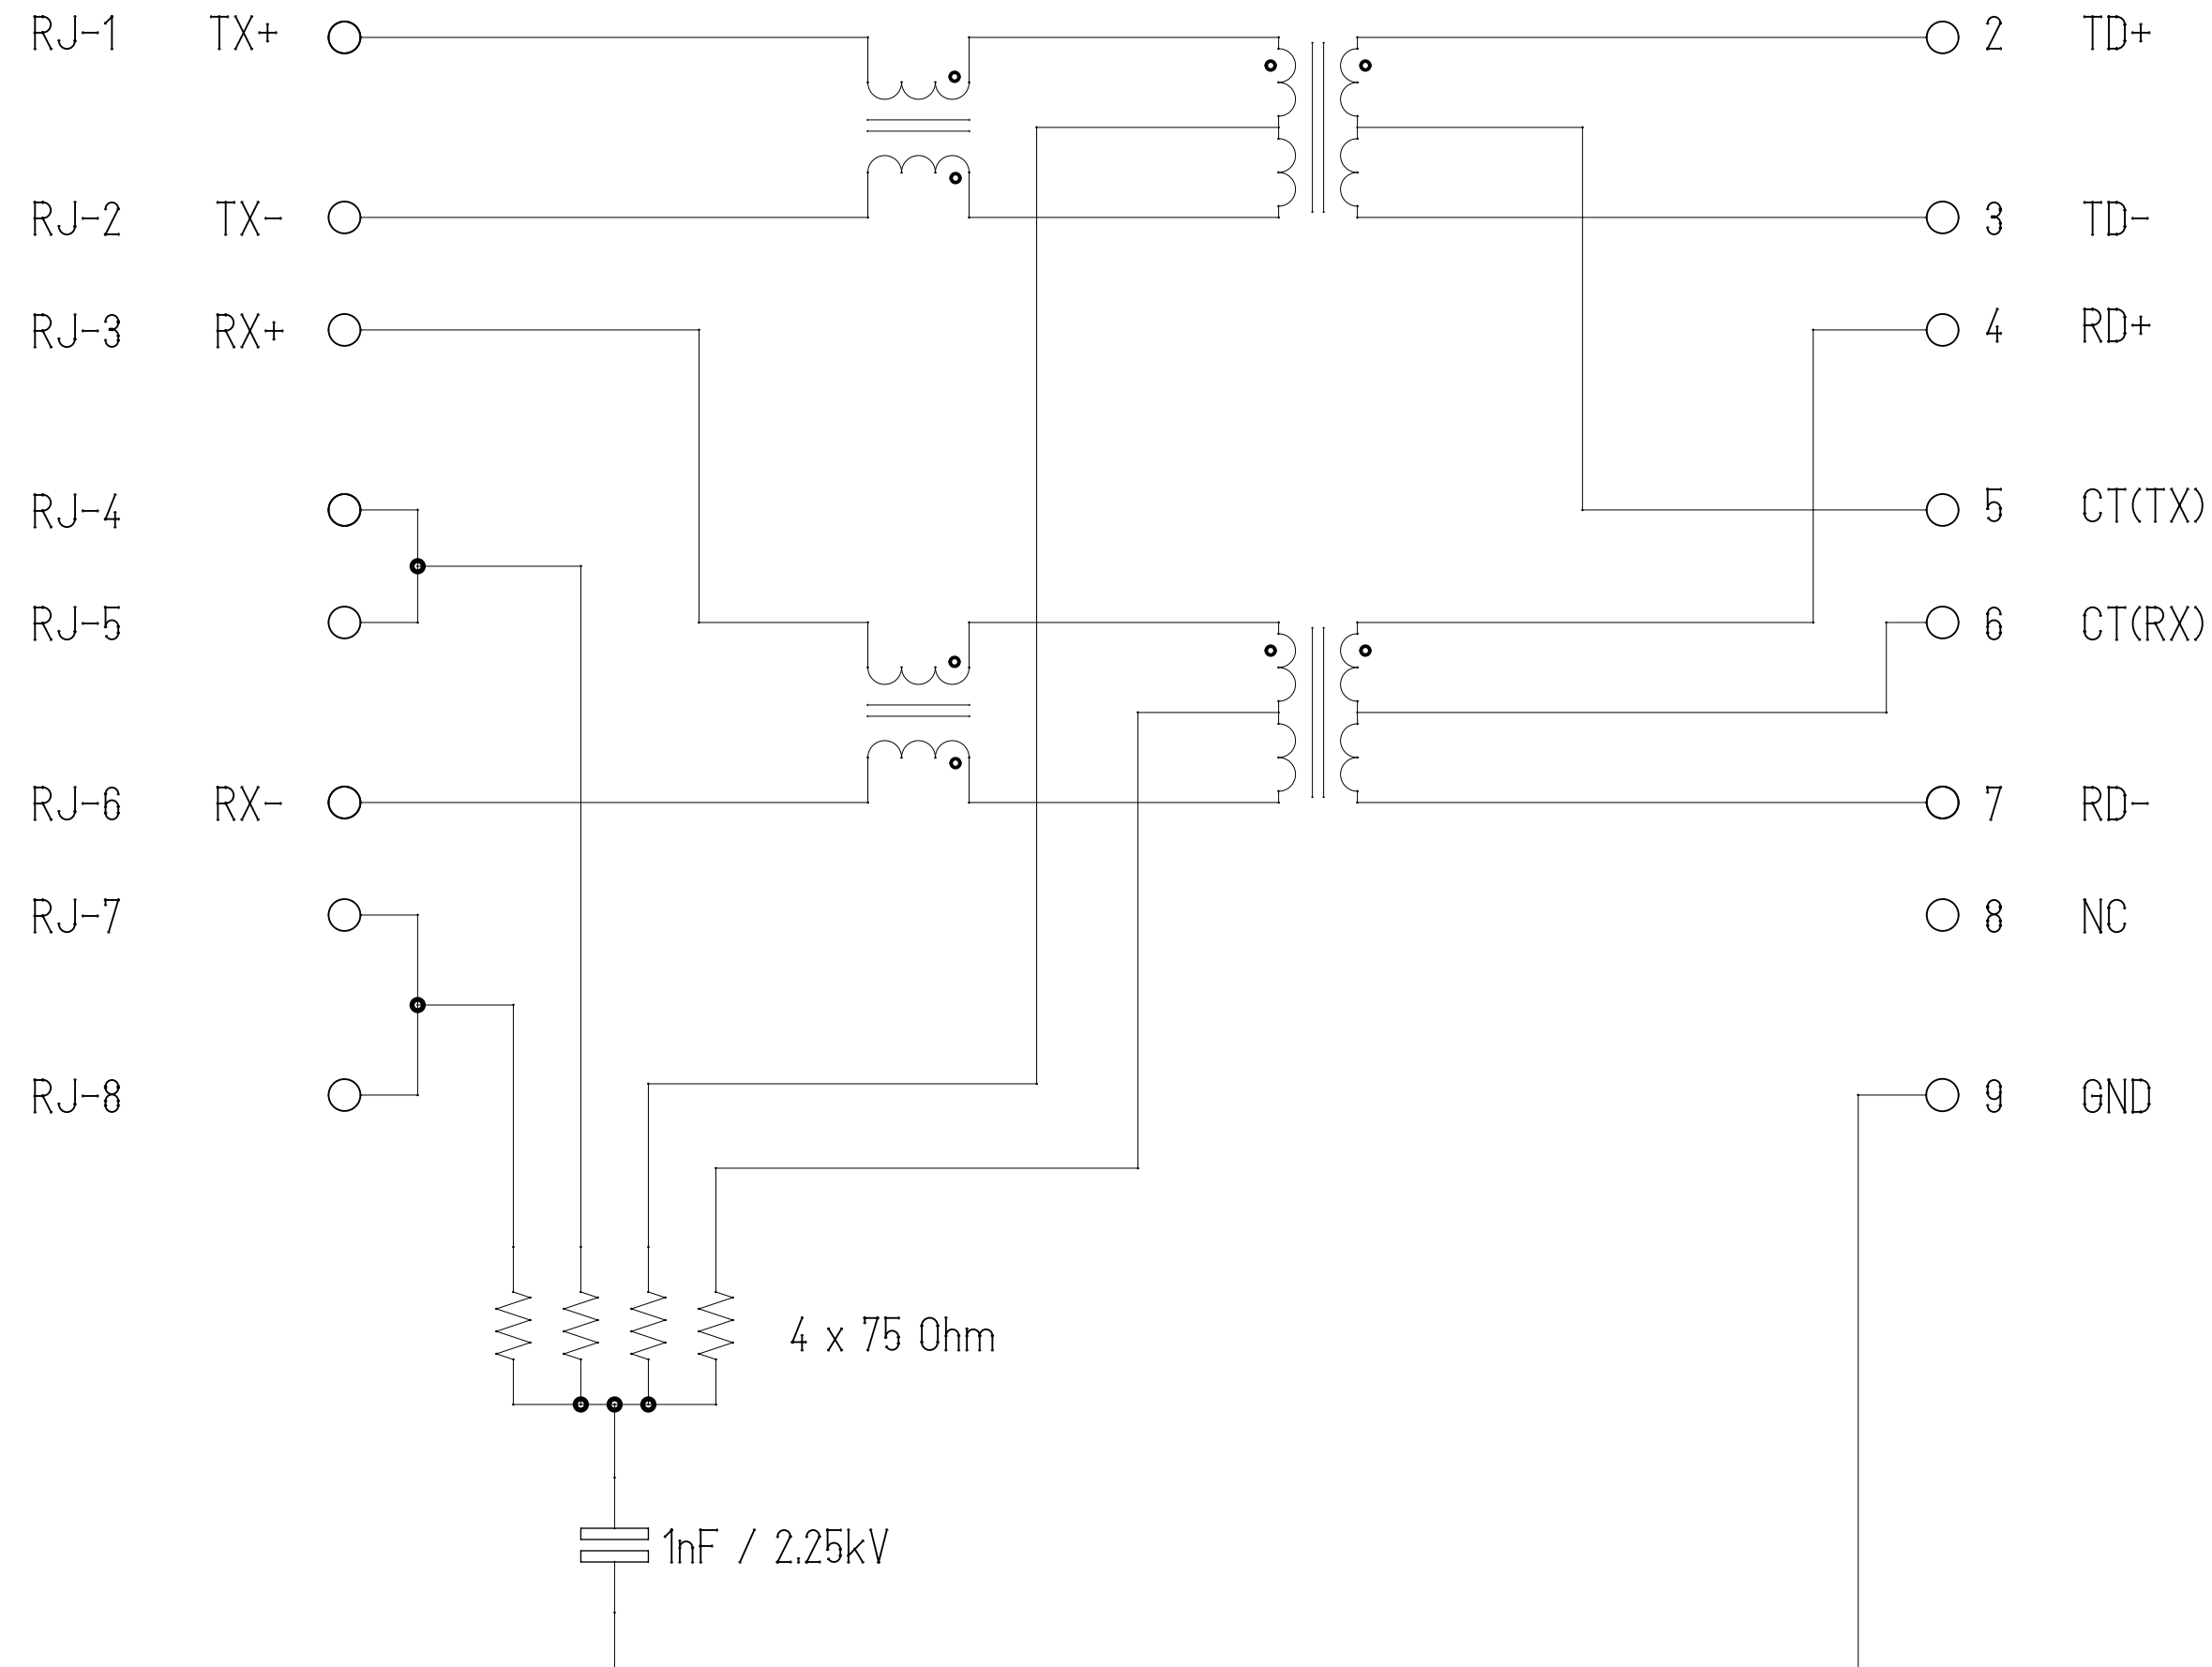 RJ-1 TX+ 2 TD+
RJ-2 TX- 3 TD-
RJ-3 RX+ 4 RD+
RJ-4 5 CT(TX)
RJ-5 6 CT(RX)
RJ-6 RX- 7 RD-
RJ-7 8 NC
RJ-8 9 GND
4 x 75 Ohm
1nF / 2.25kV